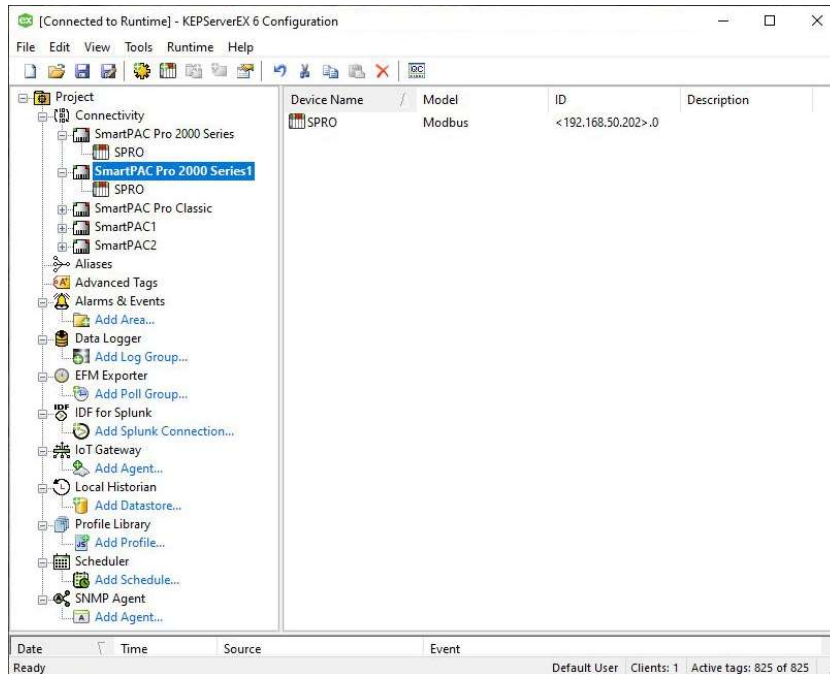 [Connected to Runtime] - KEPServerEX 6 Configuration
File Edit View Tools Runtime Help
Project
Connectivity
SmartPAC Pro 2000 Series
SPRO
SmartPAC Pro 2000 Series1
SPRO
SmartPAC Pro Classic
SmartPAC1
SmartPAC2
Aliases
Advanced Tags
Alarms & Events
Add Area...
Data Logger
Add Log Group...
EFM Exporter
Add Poll Group...
IDF for Splunk
Add Splunk Connection...
IoT Gateway
Add Agent...
Local Historian
Add Datastore...
Profile Library
Add Profile...
Scheduler
Add Schedule...
SNMP Agent
Add Agent...
Device Name Model ID Description
SPRO Modbus <192.168.50.202>.0
Date Time Source Event
Ready Default User Clients: 1 Active tags: 825 of 825